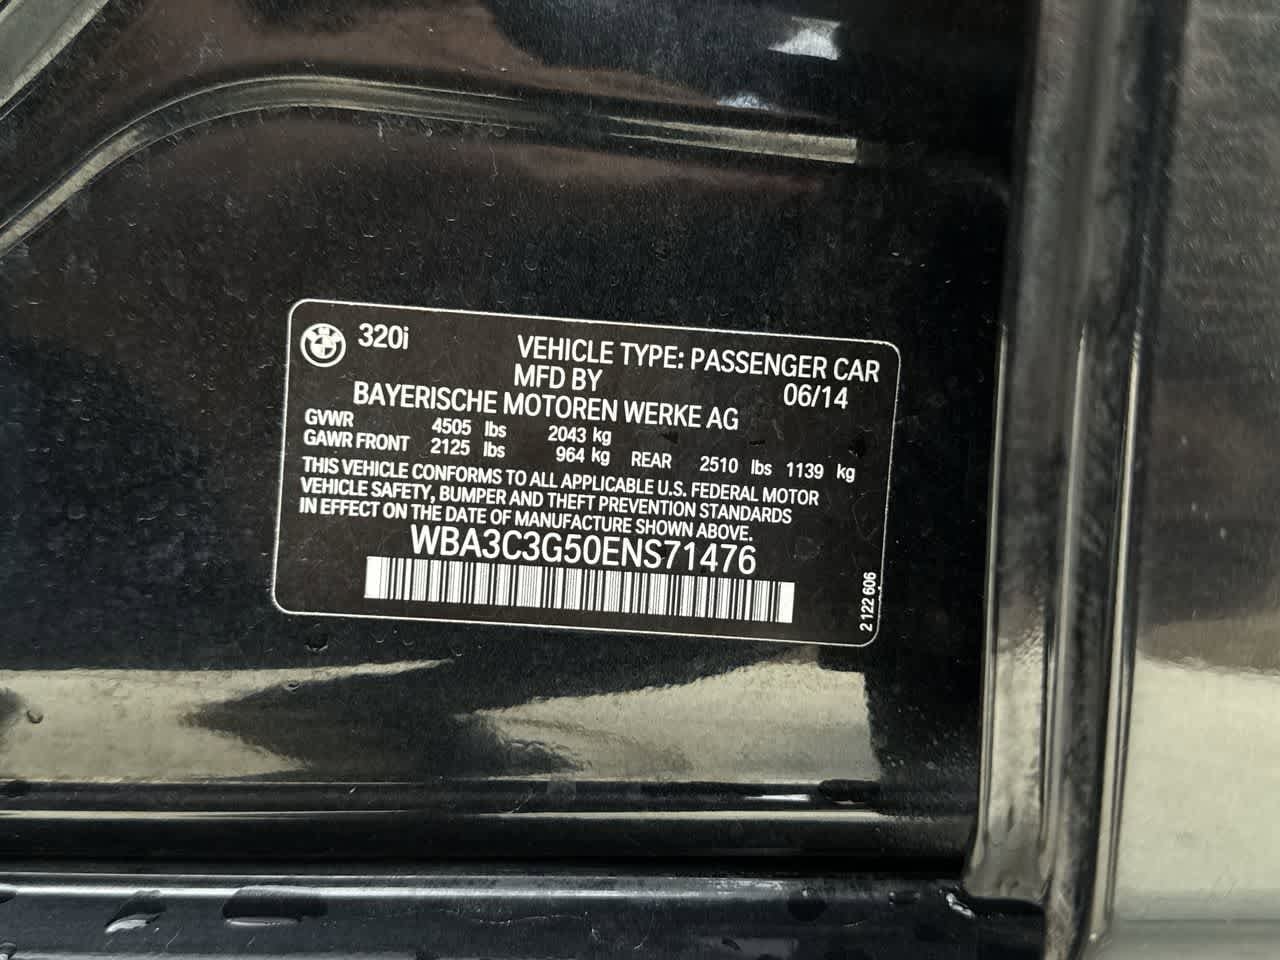 320i
VEHICLE TYPE: PASSENGER CAR
MFD BY 06/14
BAYERISCHE MOTOREN WERKE AG
GVWR 4505 lbs 2043 kg
GAWR FRONT 2125 lbs 964 kg REAR 2510 lbs 1139 kg
THIS VEHICLE CONFORMS TO ALL APPLICABLE U.S. FEDERAL MOTOR
VEHICLE SAFETY, BUMPER AND THEFT PREVENTION STANDARDS
IN EFFECT ON THE DATE OF MANUFACTURE SHOWN ABOVE.
WBA3C3G50ENS71476
2 122 606